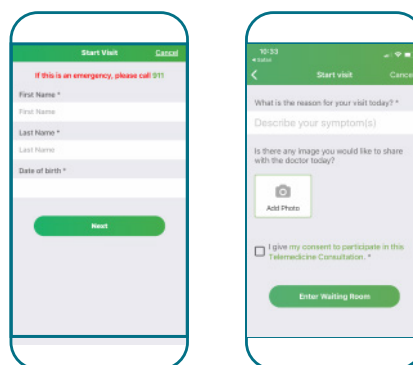 Start Visit
Cancel
If this is an emergency, please call 911
First Name *
First Name
Last Name *
Last Name
Date of birth *
Next
10:33
Start visit
Cance
What is the reason for your visit today? *
Describe your symptom(s)
Is there any image you would like to share
with the doctor today?
Add Photo
I give my consent to participate in this
Telemedicine Consultation. *
Enter Waiting Room